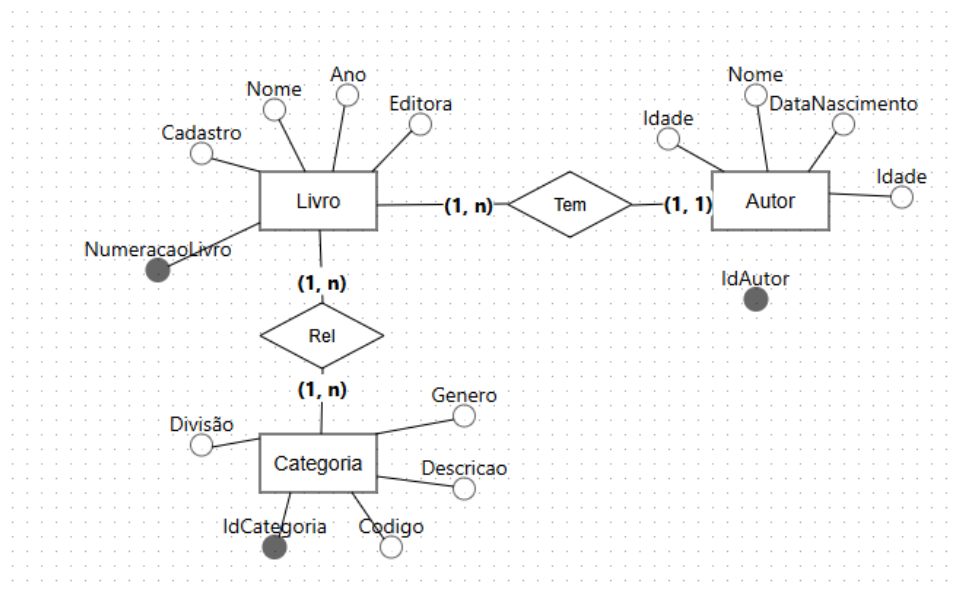 Ano
Nome
Editora
Cadastro
Livro
NumeracaoLivro
(1, n)
Tem
(1, 1)
Nome
DataNascimento
Idade
Idade
Autor
IdAutor
(1, n)
Rel
(1, n)
Genero
Divisão
Categoria
Descricao
IdCategoria
Codigo